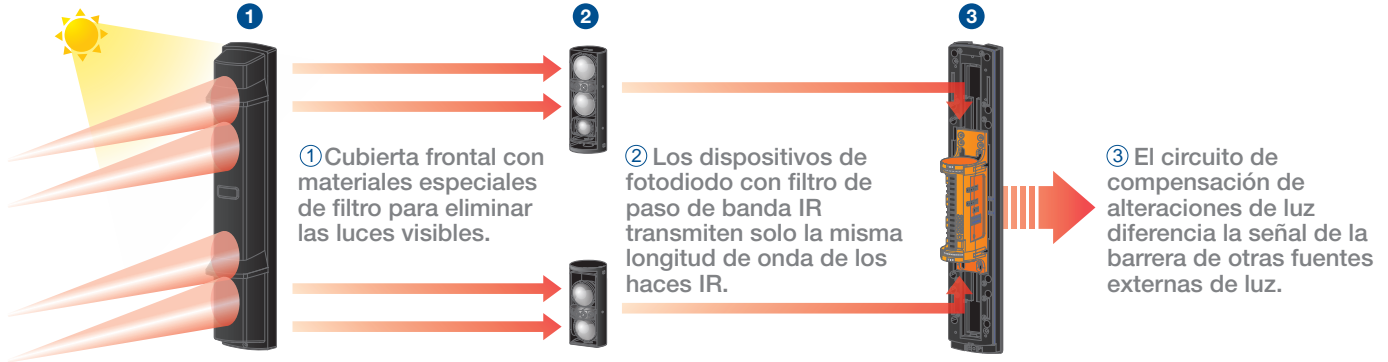 1
2
3
① Cubierta frontal con
materiales especiales
de filtro para eliminar
las luces visibles.
② Los dispositivos de
fotodiodo con filtro de
paso de banda IR
transmiten solo la misma
longitud de onda de los
haces IR.
③ El circuito de
compensación de
alteraciones de luz
diferencia la señal de la
barrera de otras fuentes
externas de luz.